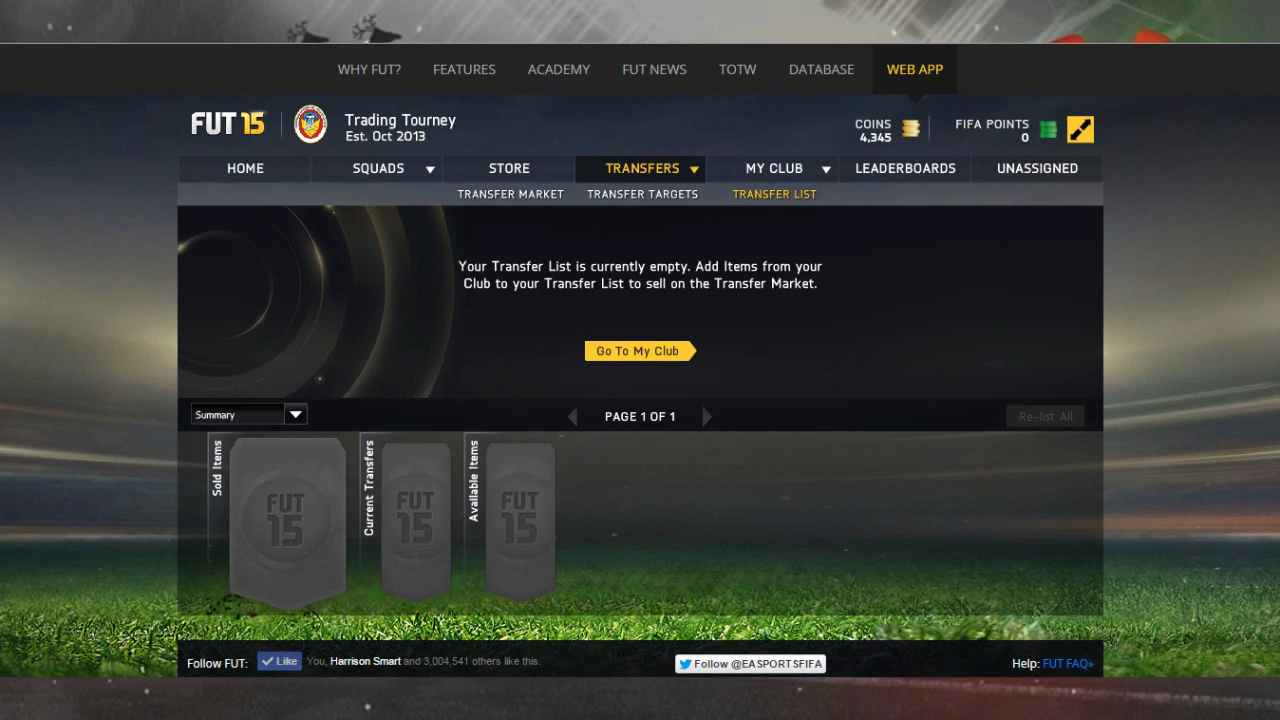 WHY FUT? FEATURES ACADEMY FUT NEWS TOTW DATABASE WEB APP
FUT 15
Trading Tourney
Est. Oct 2013
COINS
4,345
FIFA POINTS
0
HOME SQUADS STORE TRANSFERS MY CLUB LEADERBOARDS UNASSIGNED
TRANSFER MARKET TRANSFER TARGETS TRANSFER LIST
Your Transfer List is currently empty. Add Items from your
Club to your Transfer List to sell on the Transfer Market.
Go To My Club
Summary
PAGE 1 OF 1
Re-list All
Sold Items
FUT
15
Current Transfers
FUT
15
Available Items
FUT
15
Follow FUT: Like You, Harrison Smart and 3,004,541 others like this. Follow @EASPORTSFIFA Help: FUT FAQ»